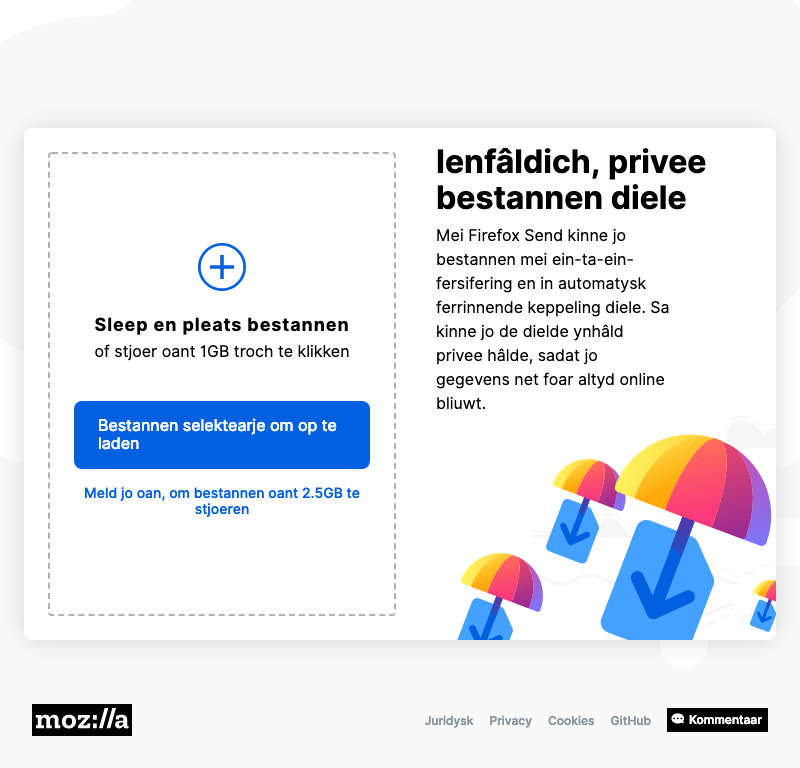 Ienfâldich, privee
bestannen diele
Mei Firefox Send kinne jo
bestannen mei ein-ta-ein-
fersifering en in automatysk
ferrinnende keppeling diele. Sa
kinne jo de dielde ynhâld
privee hâlde, sadat jo
gegevens net foar altyd online
bliuwt.
Sleep en pleats bestannen
of stjoer oant 1GB troch te klikken
Bestannen selektearje om op te
laden
Meld jo oan, om bestannen oant 2.5GB te
stjoeren
moz://a
Juridysk
Privacy
Cookies
GitHub
Kommentaar